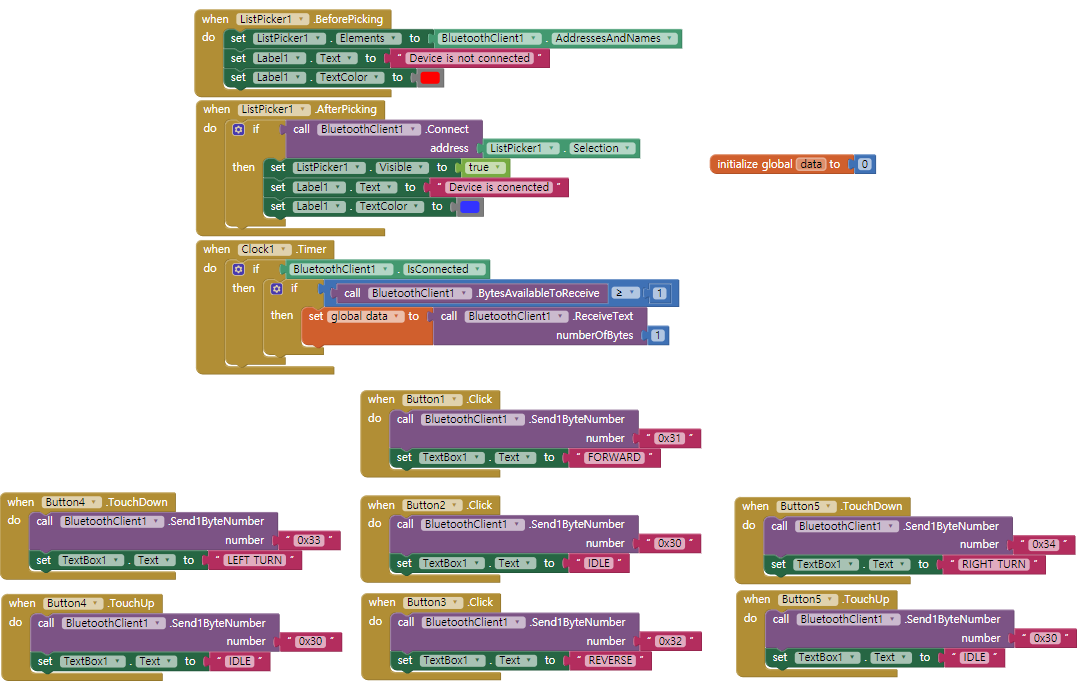 when ListPicker1 .BeforePicking
do set ListPicker1 . Elements to BluetoothClient1 . AddressesAndNames
set Label1 . Text to " Device is not connected "
set Label1 . TextColor to
when ListPicker1 .AfterPicking
do if call BluetoothClient1 .Connect
address ListPicker1 . Selection
then set ListPicker1 . Visible to true
set Label1 . Text to " Device is conencted "
set Label1 . TextColor to
initialize global data to 0
when Clock1 .Timer
do if BluetoothClient1 . IsConnected
then if call BluetoothClient1 .BytesAvailableToReceive ≥ 1
then set global data to call BluetoothClient1 .ReceiveText
numberOfBytes 1
when Button1 .Click
do call BluetoothClient1 .Send1ByteNumber
number " 0x31 "
set TextBox1 . Text to " FORWARD "
when Button4 .TouchDown
do call BluetoothClient1 .Send1ByteNumber
number " 0x33 "
set TextBox1 . Text to " LEFT TURN "
when Button2 .Click
do call BluetoothClient1 .Send1ByteNumber
number " 0x30 "
set TextBox1 . Text to " IDLE "
when Button5 .TouchDown
do call BluetoothClient1 .Send1ByteNumber
number " 0x34 "
set TextBox1 . Text to " RIGHT TURN "
when Button4 .TouchUp
do call BluetoothClient1 .Send1ByteNumber
number " 0x30 "
set TextBox1 . Text to " IDLE "
when Button3 .Click
do call BluetoothClient1 .Send1ByteNumber
number " 0x32 "
set TextBox1 . Text to " REVERSE "
when Button5 .TouchUp
do call BluetoothClient1 .Send1ByteNumber
number " 0x30 "
set TextBox1 . Text to " IDLE "